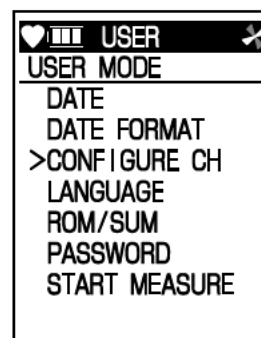 USER
USER MODE
DATE
DATE FORMAT
>CONFIGURE CH
LANGUAGE
ROM/SUM
PASSWORD
START MEASURE